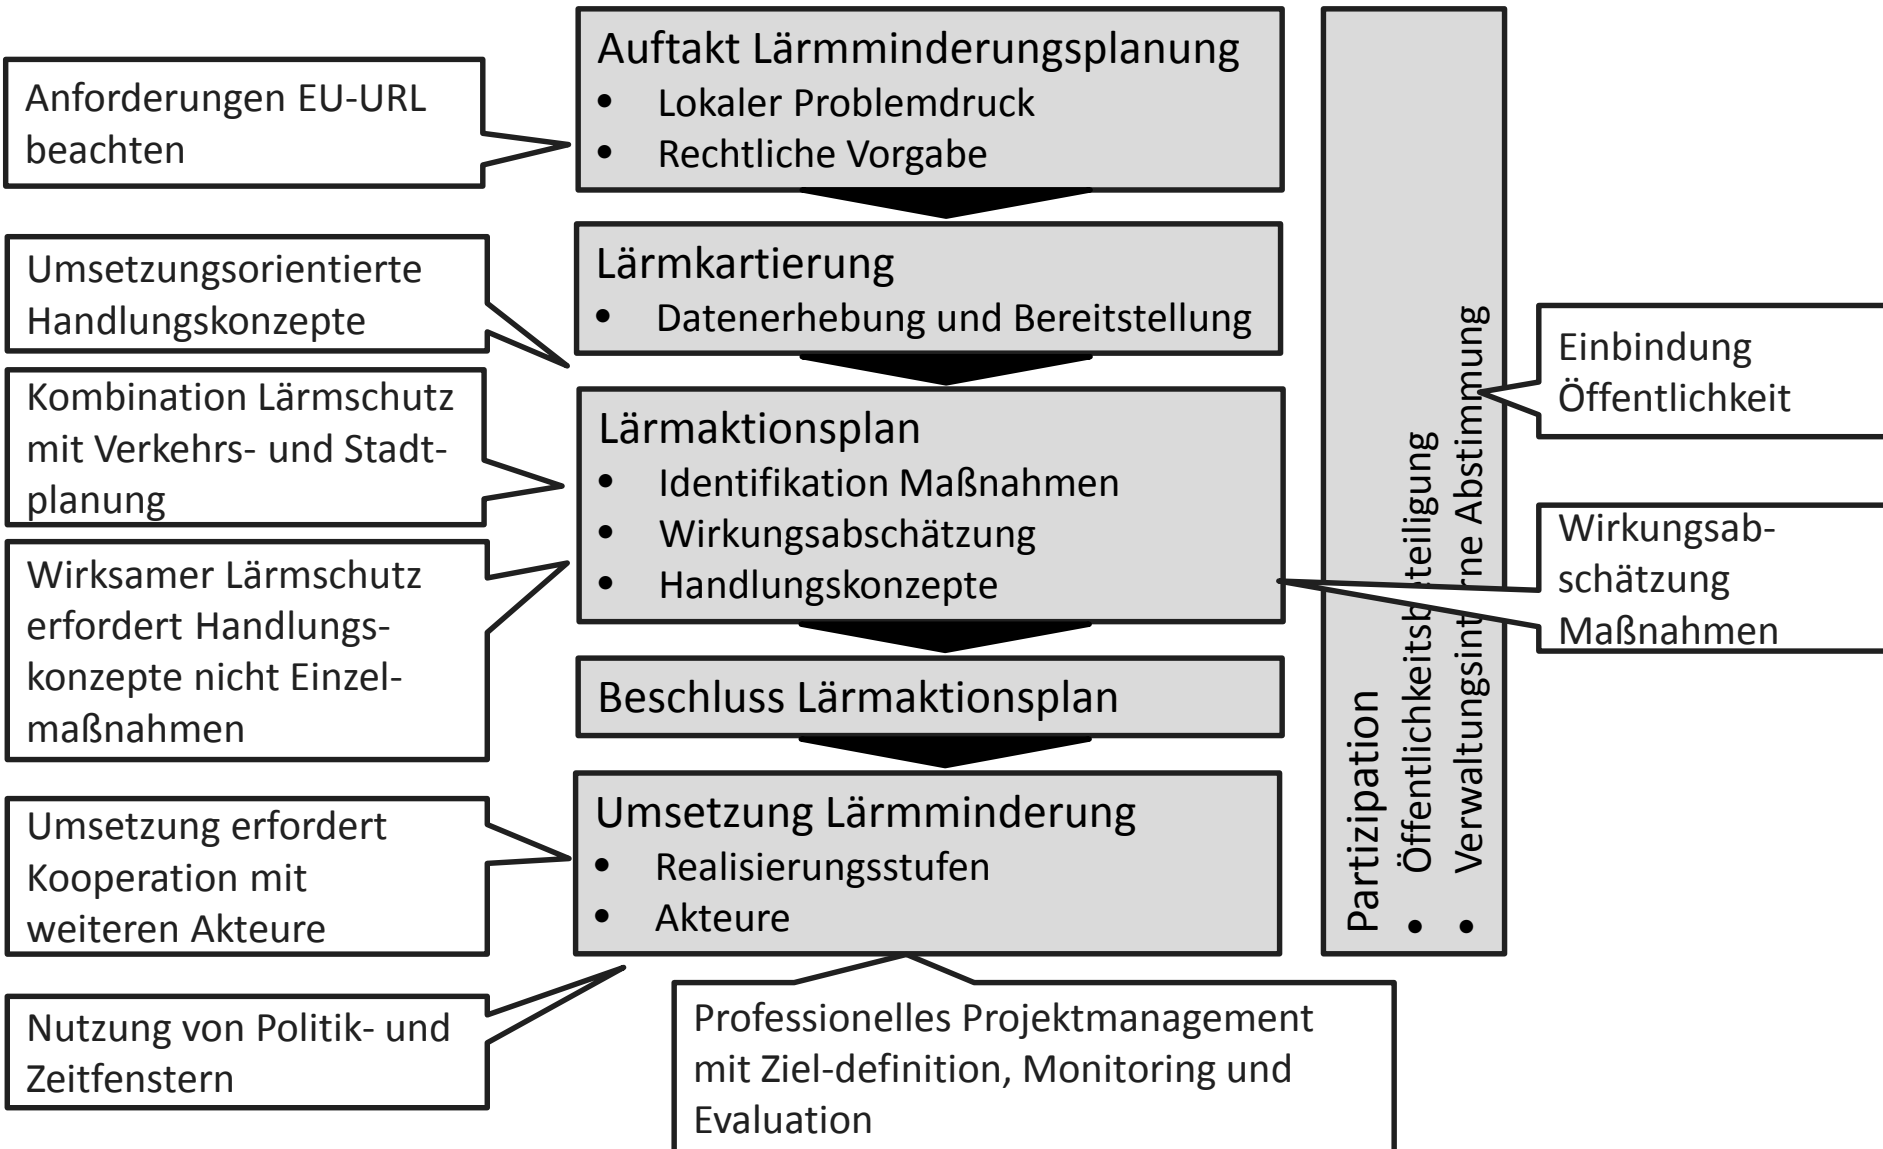 Auftakt Lärmminderungsplanung
• Lokaler Problemdruck
• Rechtliche Vorgabe
Anforderungen EU-URL
beachten
Lärmkartierung
• Datenerhebung und Bereitstellung
Umsetzungsorientierte
Handlungskonzepte
Kombination Lärmschutz
mit Verkehrs- und Stadt-
planung
Wirksamer Lärmschutz
erfordert Handlungs-
konzepte nicht Einzel-
maßnahmen
Lärmaktionsplan
• Identifikation Maßnahmen
• Wirkungsabschätzung
• Handlungskonzepte
Beschluss Lärmaktionsplan
Umsetzung Lärmminderung
• Realisierungsstufen
• Akteure
Umsetzung erfordert
Kooperation mit
weiteren Akteure
Nutzung von Politik- und
Zeitfenstern
Professionelles Projektmanagement
mit Ziel-definition, Monitoring und
Evaluation
Partizipation
• Öffentlichkeitsbeteiligung
• Verwaltungsinterne Abstimmung
Einbindung
Öffentlichkeit
Wirkungsab-
schätzung
Maßnahmen